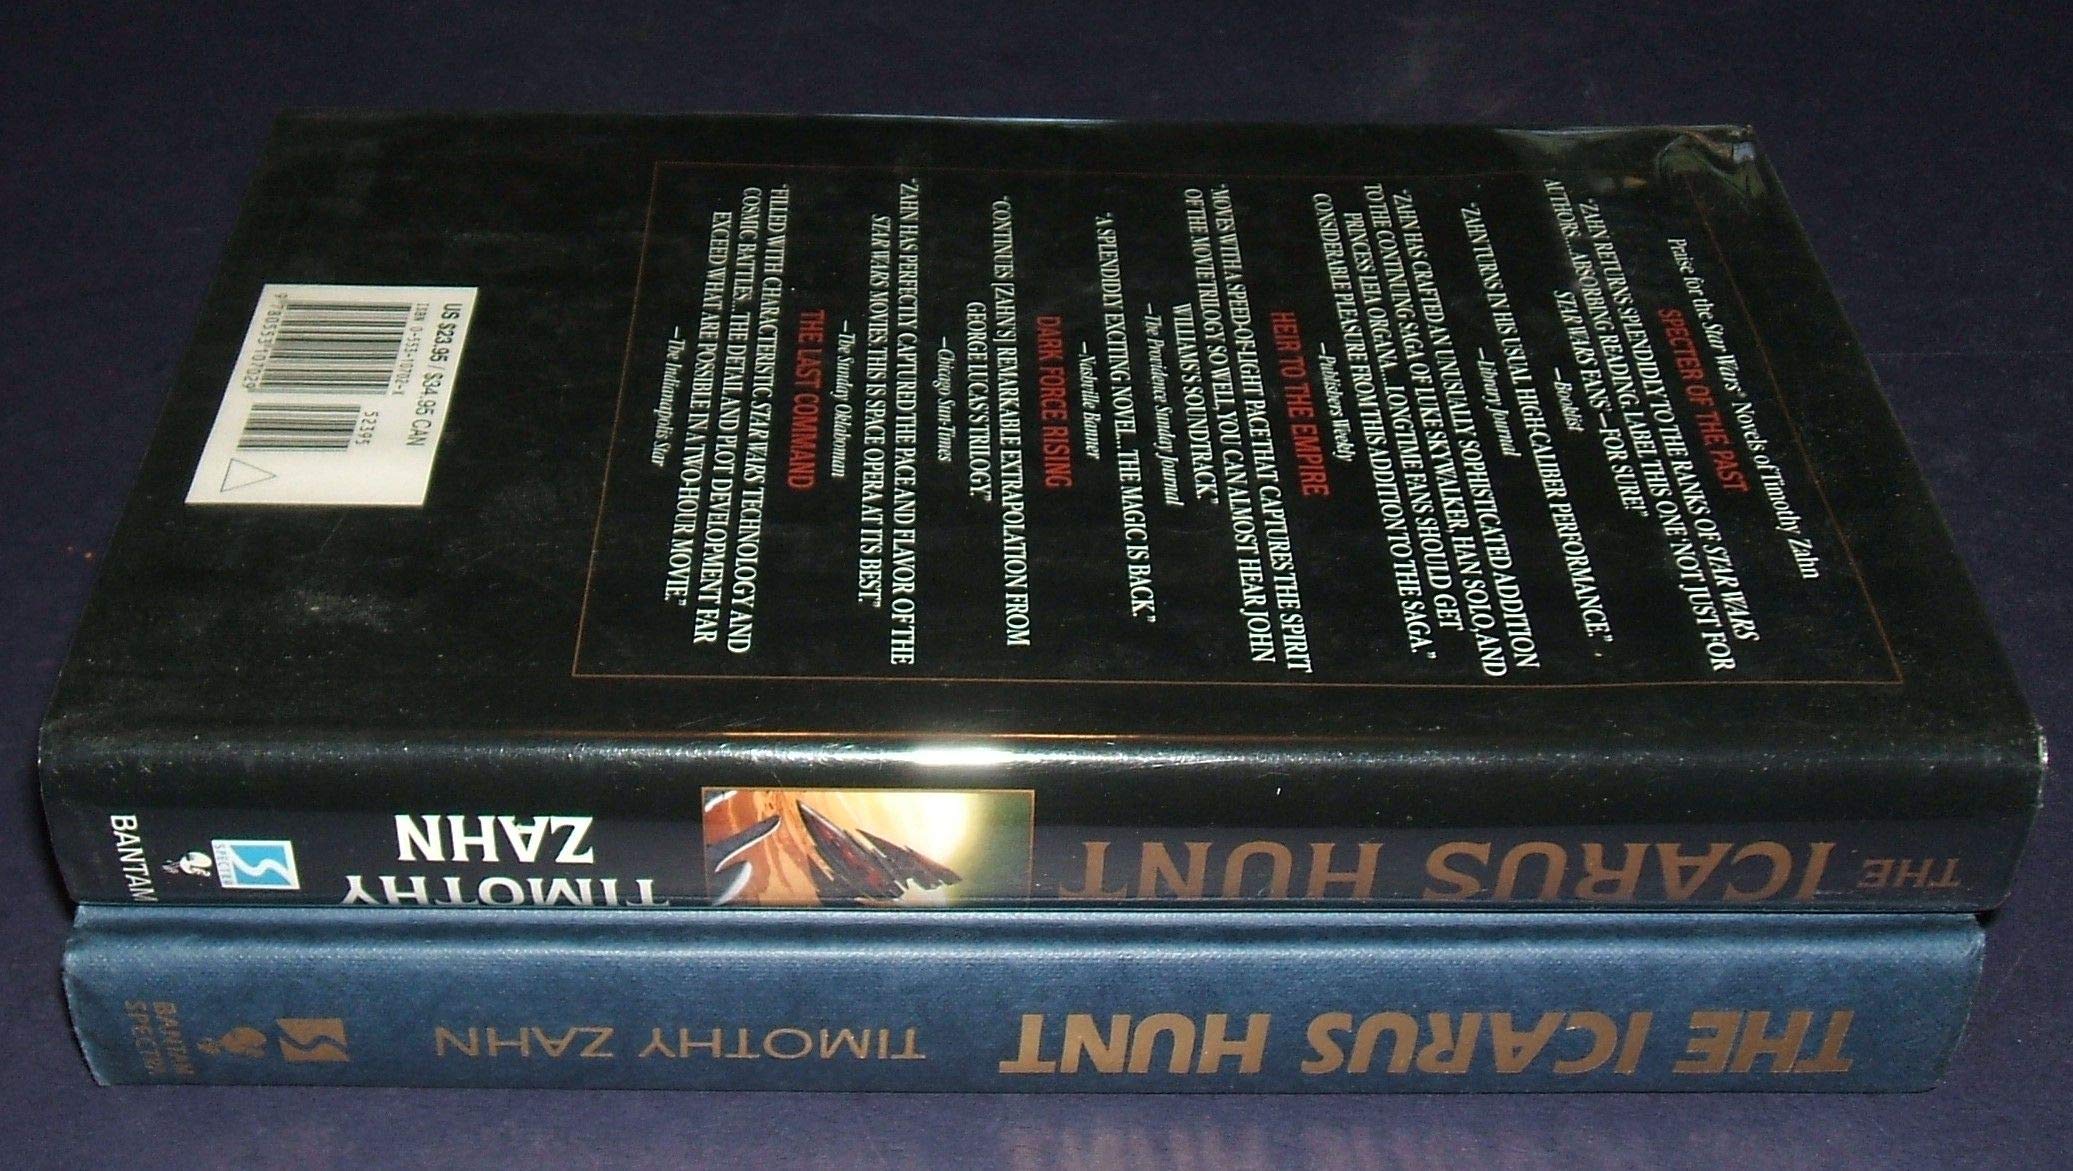 Praise for the Star Wars® Novels of Timothy Zahn
SPECTER OF THE PAST
"ZAHN RETURNS SPLENDIDLY TO THE RANKS OF STAR WARS
AUTHORS.... ABSORBING READING. LABEL THIS ONE NOT JUST FOR
STAR WARS FANS—FOR SURE!"
—Booklist
"ZAHN TURNS IN HIS USUAL HIGH-CALIBER PERFORMANCE."
—Library Journal
"ZAHN HAS CRAFTED AN UNUSUALLY SOPHISTICATED ADDITION
TO THE CONTINUING SAGA OF LUKE SKYWALKER, HAN SOLO, AND
PRINCESS LEIA ORGANA.... LONGTIME FANS SHOULD GET
CONSIDERABLE PLEASURE FROM THIS ADDITION TO THE SAGA."
—Publishers Weekly
HEIR TO THE EMPIRE
"MOVES WITH A SPEED-OF-LIGHT PACE THAT CAPTURES THE SPIRIT
OF THE MOVIE TRILOGY SO WELL, YOU CAN ALMOST HEAR JOHN
WILLIAMS'S SOUNDTRACK."
—The Providence Sunday Journal
"A SPLENDIDLY EXCITING NOVEL... THE MAGIC IS BACK."
—Nashville Banner
DARK FORCE RISING
"CONTINUES [ZAHN'S] REMARKABLE EXTRAPOLATION FROM
GEORGE LUCAS'S TRILOGY."
—Chicago Sun-Times
"ZAHN HAS PERFECTLY CAPTURED THE PACE AND FLAVOR OF THE
STAR WARS MOVIES. THIS IS SPACE OPERA AT ITS BEST."
—The Sunday Oklahoman
THE LAST COMMAND
"FILLED WITH CHARACTERISTIC STAR WARS TECHNOLOGY AND
COSMIC BATTLES.... THE DETAIL AND PLOT DEVELOPMENT FAR
EXCEED WHAT ARE POSSIBLE IN A TWO-HOUR MOVIE."
—The Indianapolis Star
US $23.95 / $34.95 CAN
ISBN 0-553-10702-X
52395
9 780553 107029
THE ICARUS HUNT
TIMOTHY
ZAHN
SPECTRA
BANTAM
THE ICARUS HUNT
TIMOTHY ZAHN
BANTAM
SPECTRA